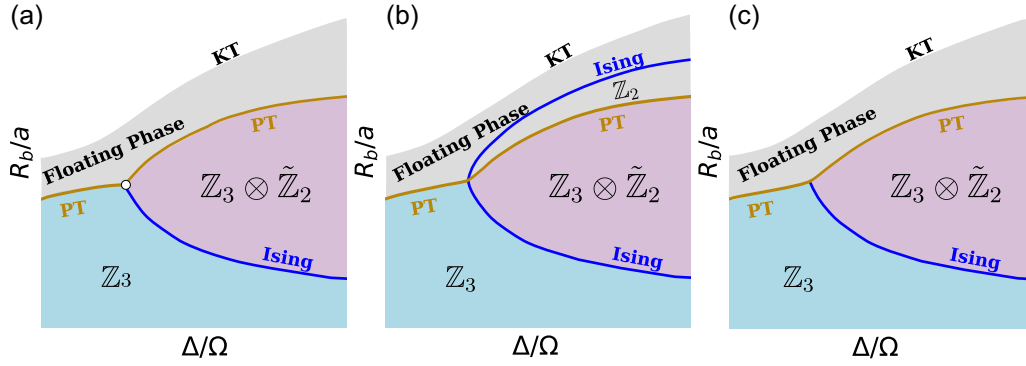 (a)
KT
Floating Phase
PT
PT
ℤ₃ ⊗ ℤ̃₂
ℤ3
Ising
R_b/a
Δ/Ω
(b)
KT
Ising
ℤ₂
Floating Phase
PT
PT
ℤ₃ ⊗ ℤ̃₂
Ising
ℤ₃
R_b/a
Δ/Ω
(c)
KT
Floating Phase
PT
PT
ℤ₃ ⊗ ℤ̃₂
Ising
ℤ₃
R_b/a
Δ/Ω